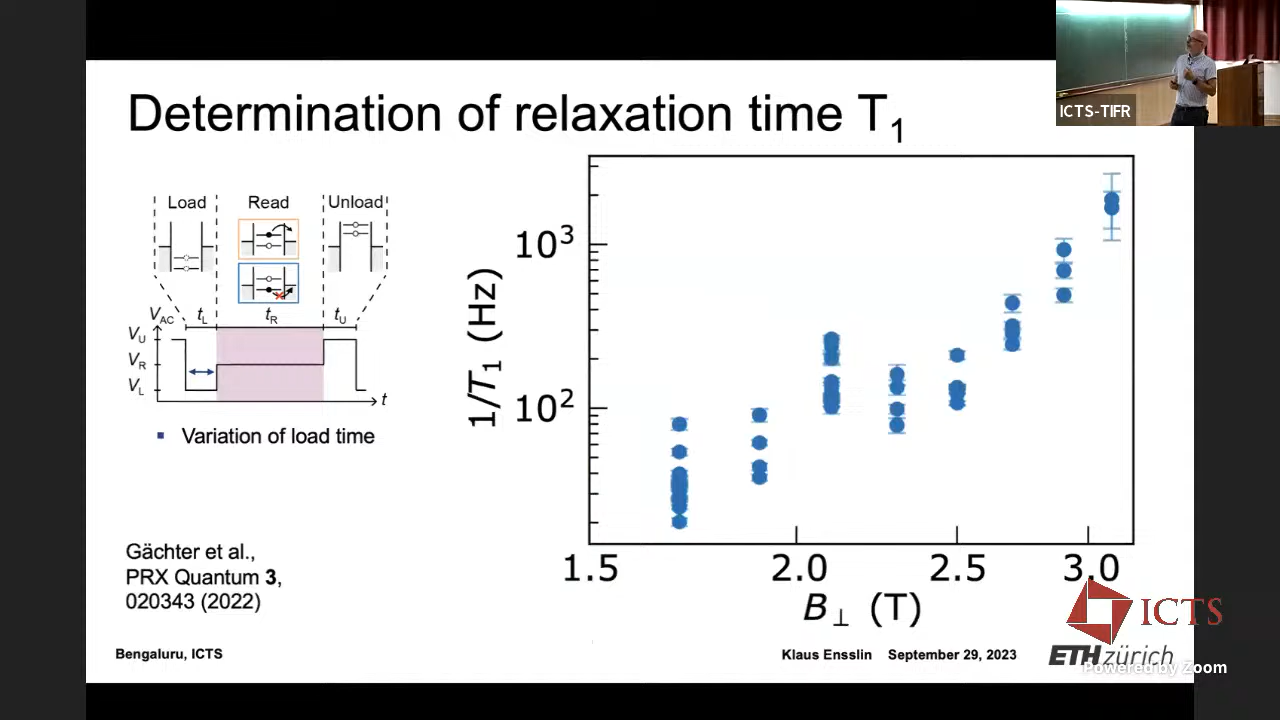 ICTS-TIFR
Determination of relaxation time T₁
Load Read Unload
V_AC t_L t_R t_U
V_U
V_R
V_L
t
▪ Variation of load time
Gächter et al.,
PRX Quantum 3,
020343 (2022)
1/T₁ (Hz)
10³
10²
1.5 2.0 2.5 3.0
B⊥ (T)
ICTS
Bengaluru, ICTS
Klaus Ensslin September 29, 2023
ETH zürich
Powered by Zoom